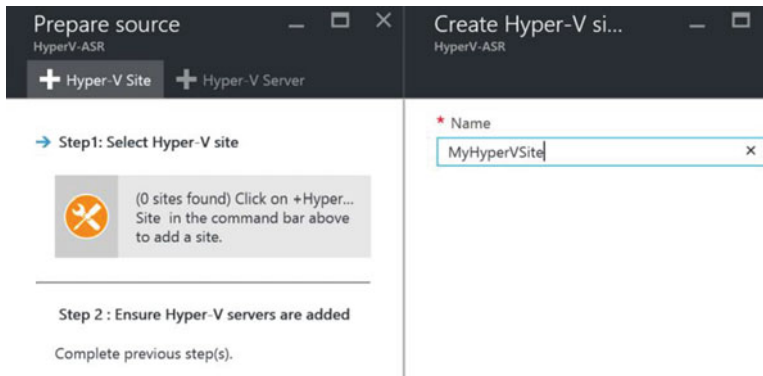 Prepare source
HyperV-ASR
Hyper-V Site
Hyper-V Server
Step1: Select Hyper-V site
(0 sites found) Click on +Hyper...
Site in the command bar above
to add a site.
Step 2 : Ensure Hyper-V servers are added
Complete previous step(s).
Create Hyper-V si...
HyperV-ASR
* Name
MyHyperVSite